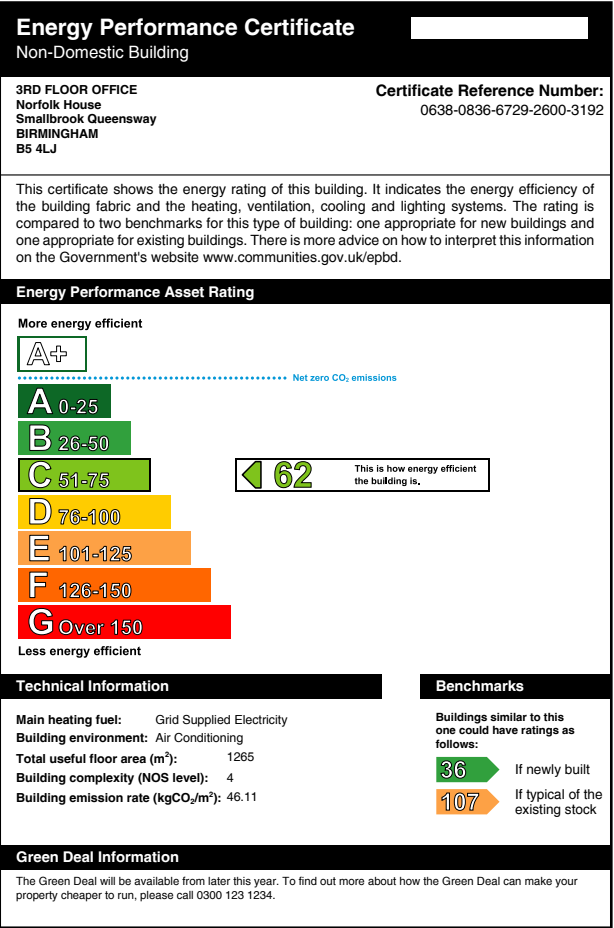 Energy Performance Certificate
Non-Domestic Building
3RD FLOOR OFFICE
Norfolk House
Smallbrook Queensway
BIRMINGHAM
B5 4LJ
Certificate Reference Number:
0638-0836-6729-2600-3192
This certificate shows the energy rating of this building. It indicates the energy efficiency of
the building fabric and the heating, ventilation, cooling and lighting systems. The rating is
compared to two benchmarks for this type of building: one appropriate for new buildings and
one appropriate for existing buildings. There is more advice on how to interpret this information
on the Government's website www.communities.gov.uk/epbd.
Energy Performance Asset Rating
More energy efficient
A+
Net zero CO₂ emissions
A 0-25
B 26-50
C 51-75
62
This is how energy efficient
the building is.
D 76-100
E 101-125
F 126-150
G Over 150
Less energy efficient
Technical Information
Main heating fuel: Grid Supplied Electricity
Building environment: Air Conditioning
Total useful floor area (m²): 1265
Building complexity (NOS level): 4
Building emission rate (kgCO₂/m²): 46.11
Benchmarks
Buildings similar to this
one could have ratings as
follows:
36 If newly built
107 If typical of the
existing stock
Green Deal Information
The Green Deal will be available from later this year. To find out more about how the Green Deal can make your
property cheaper to run, please call 0300 123 1234.